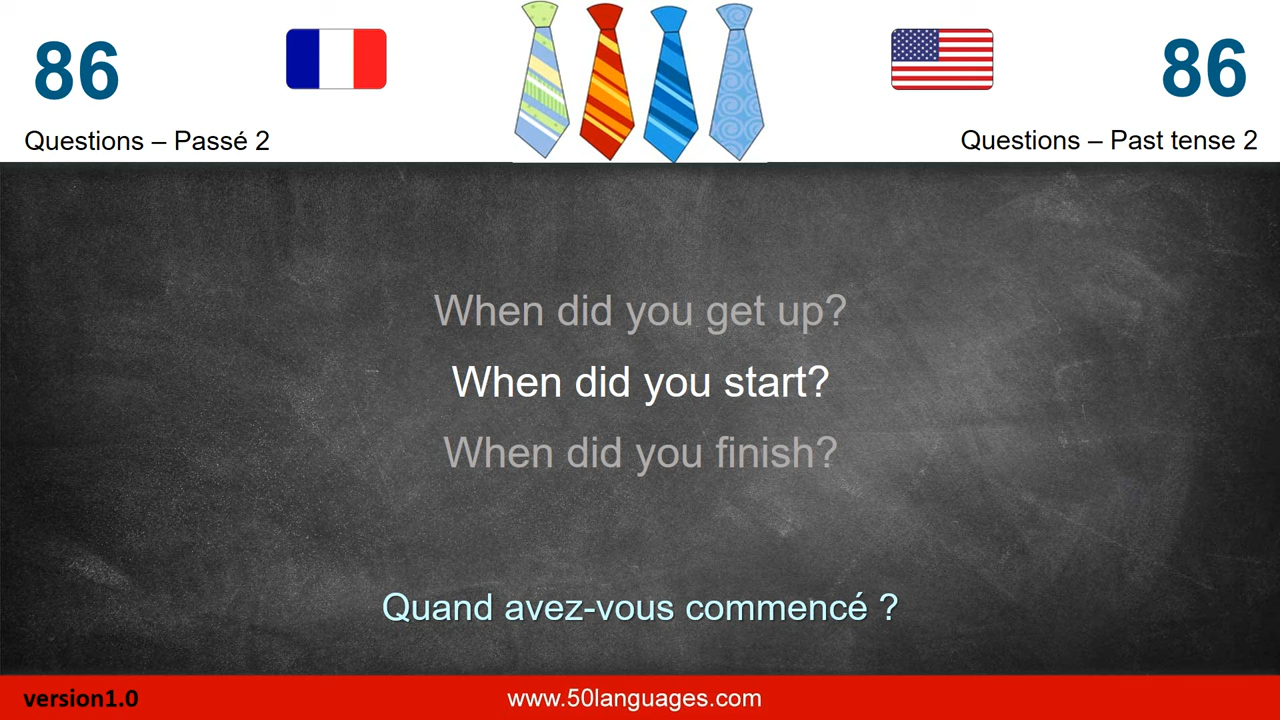 86
86
Questions – Passé 2
Questions – Past tense 2
When did you get up?
When did you start?
When did you finish?
Quand avez-vous commencé ?
version1.0
www.50languages.com